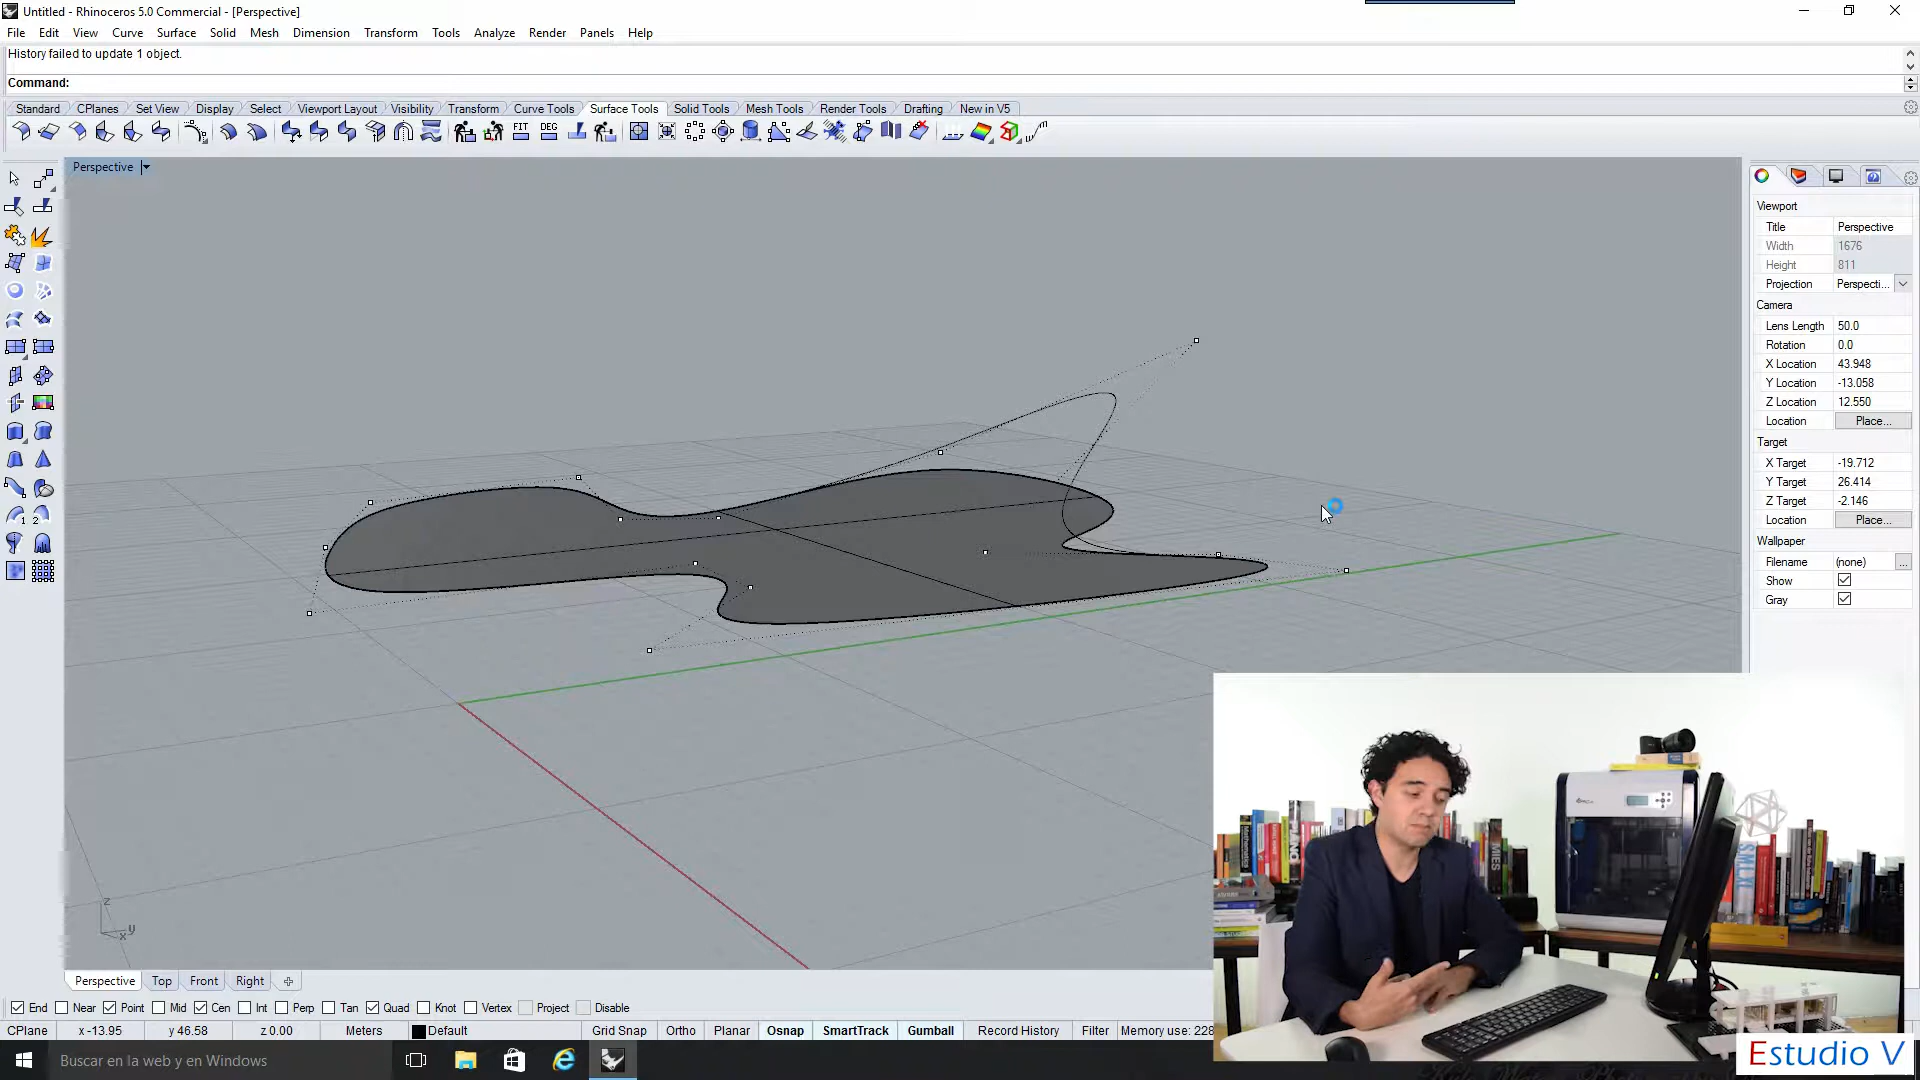 Untitled - Rhinoceros 5.0 Commercial - [Perspective]
File Edit View Curve Surface Solid Mesh Dimension Transform Tools Analyze Render Panels Help
History failed to update 1 object.
Command:
Standard CPlanes Set View Display Select Viewport Layout Visibility Transform Curve Tools Surface Tools Solid Tools Mesh Tools Render Tools Drafting New in V5
FIT DEG
Perspective
Viewport
Title Perspective
Width 1676
Height 811
Projection Perspecti...
Camera
Lens Length 50.0
Rotation 0.0
X Location 43.948
Y Location -13.058
Z Location 12.550
Location Place...
Target
X Target -19.712
Y Target 26.414
Z Target -2.146
Location Place...
Wallpaper
Filename (none) ...
Show
Gray
z
x y
MIES
S,M,L,XL
Perspective Top Front Right
End Near Point Mid Cen Int Perp Tan Quad Knot Vertex Project Disable
CPlane x -13.95 y 46.58 z 0.00 Meters Default Grid Snap Ortho Planar Osnap SmartTrack Gumball Record History Filter Memory use: 228
Buscar en la web y en Windows
Estudio V